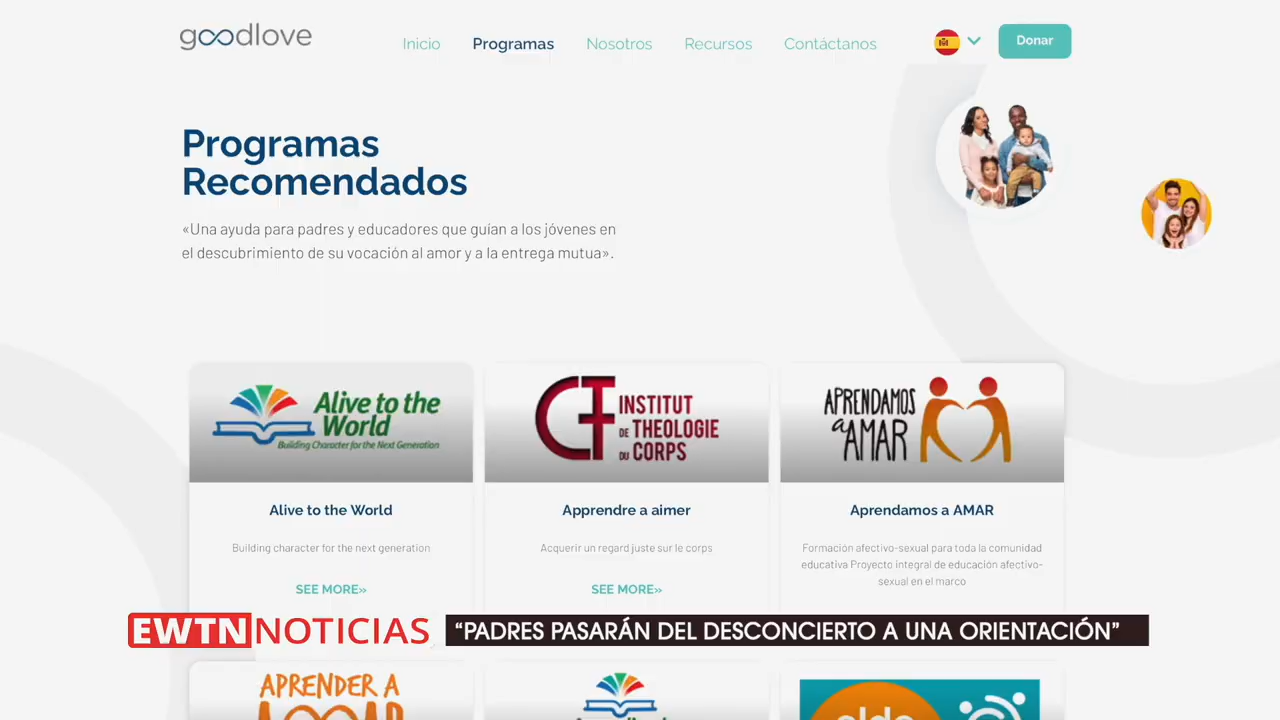 goodlove
Inicio
Programas
Nosotros
Recursos
Contáctanos
Donar
Programas
Recomendados
«Una ayuda para padres y educadores que guían a los jóvenes en
el descubrimiento de su vocación al amor y a la entrega mutua».
Alive to the
World
Building Character for the Next Generation
Alive to the World
Building character for the next generation
SEE MORE»
INSTITUT
DE THEOLOGIE
DU CORPS
Apprendre a aimer
Acquerir un regard juste sur le corps
SEE MORE»
APRENDAMOS
a AMAR
Aprendamos a AMAR
Formación afectivo-sexual para toda la comunidad
educativa Proyecto integral de educación afectivo-
sexual en el marco
EWTN NOTICIAS
“PADRES PASARÁN DEL DESCONCIERTO A UNA ORIENTACIÓN”
APRENDER A